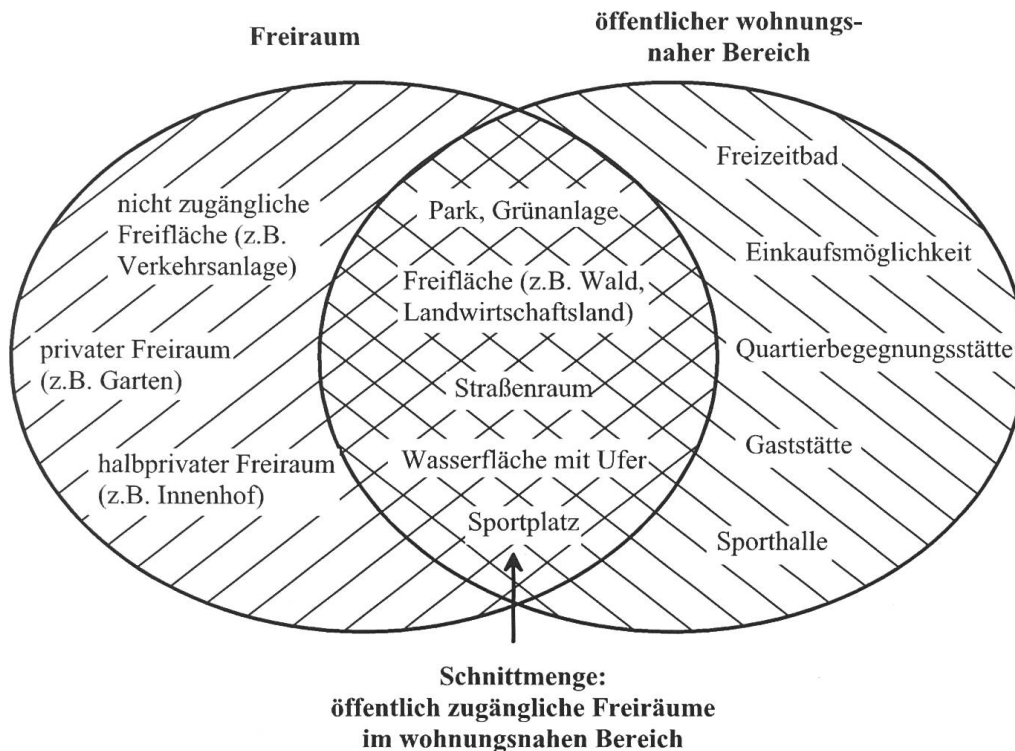 Freiraum
öffentlicher wohnungs-
naher Bereich
nicht zugängliche
Freifläche (z.B.
Verkehrsanlage)
privater Freiraum
(z.B. Garten)
halbprivater Freiraum
(z.B. Innenhof)
Park, Grünanlage
Freifläche (z.B. Wald,
Landwirtschaftsland)
Straßenraum
Wasserfläche mit Ufer
Sportplatz
Freizeitbad
Einkaufsmöglichkeit
Quartierbegegnungsstätte
Gaststätte
Sporthalle
Schnittmenge:
öffentlich zugängliche Freiräume
im wohnungsnahen Bereich